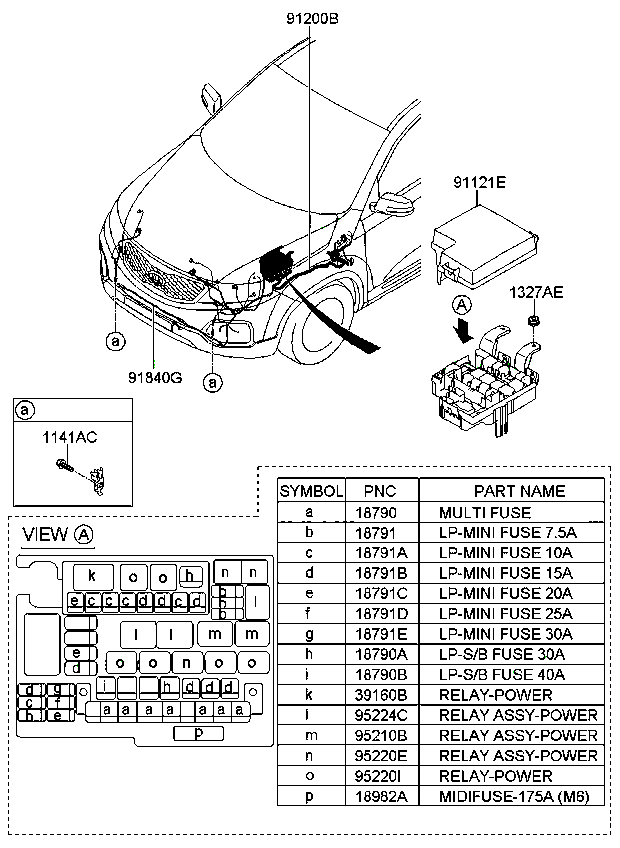 91200B
91121E
A
1327AE
a
a
91840G
a
1141AC
VIEW A
k o o h n n
e c c d d c d
b
b
b
l
l l m m
e
d
o o n o o
d g
c f
h e
i h d d d
a a a a a a a
p
SYMBOL PNC PART NAME
a 18790 MULTI FUSE
b 18791 LP-MINI FUSE 7.5A
c 18791A LP-MINI FUSE 10A
d 18791B LP-MINI FUSE 15A
e 18791C LP-MINI FUSE 20A
f 18791D LP-MINI FUSE 25A
g 18791E LP-MINI FUSE 30A
h 18790A LP-S/B FUSE 30A
i 18790B LP-S/B FUSE 40A
k 39160B RELAY-POWER
l 95224C RELAY ASSY-POWER
m 95210B RELAY ASSY-POWER
n 95220E RELAY ASSY-POWER
o 95220I RELAY-POWER
p 18982A MIDIFUSE-175A (M6)